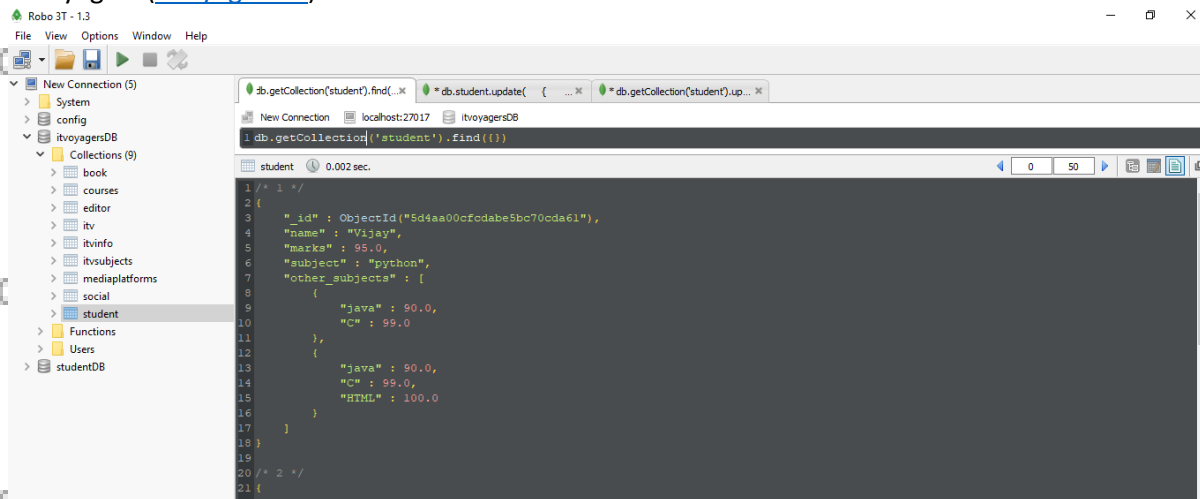 Robo 3T - 1.3
File View Options Window Help
New Connection (5)
System
config
itvoyagersDB
Collections (9)
book
courses
editor
itv
itvinfo
itvsubjects
mediaplatforms
social
student
Functions
Users
studentDB
db.getCollection('student').find(...
* db.student.update( { ...
* db.getCollection('student').up...
New Connection localhost:27017 itvoyagersDB
1 db.getCollection('student').find({})
student 0.002 sec. 0 50
1 /* 1 */
2 {
3 "_id" : ObjectId("5d4aa00cfcdabe5bc70cda61"),
4 "name" : "Vijay",
5 "marks" : 95.0,
6 "subject" : "python",
7 "other_subjects" : [
8 {
9 "java" : 90.0,
10 "C" : 99.0
11 },
12 {
13 "java" : 90.0,
14 "C" : 99.0,
15 "HTML" : 100.0
16 }
17 ]
18 }
19
20 /* 2 */
21 {